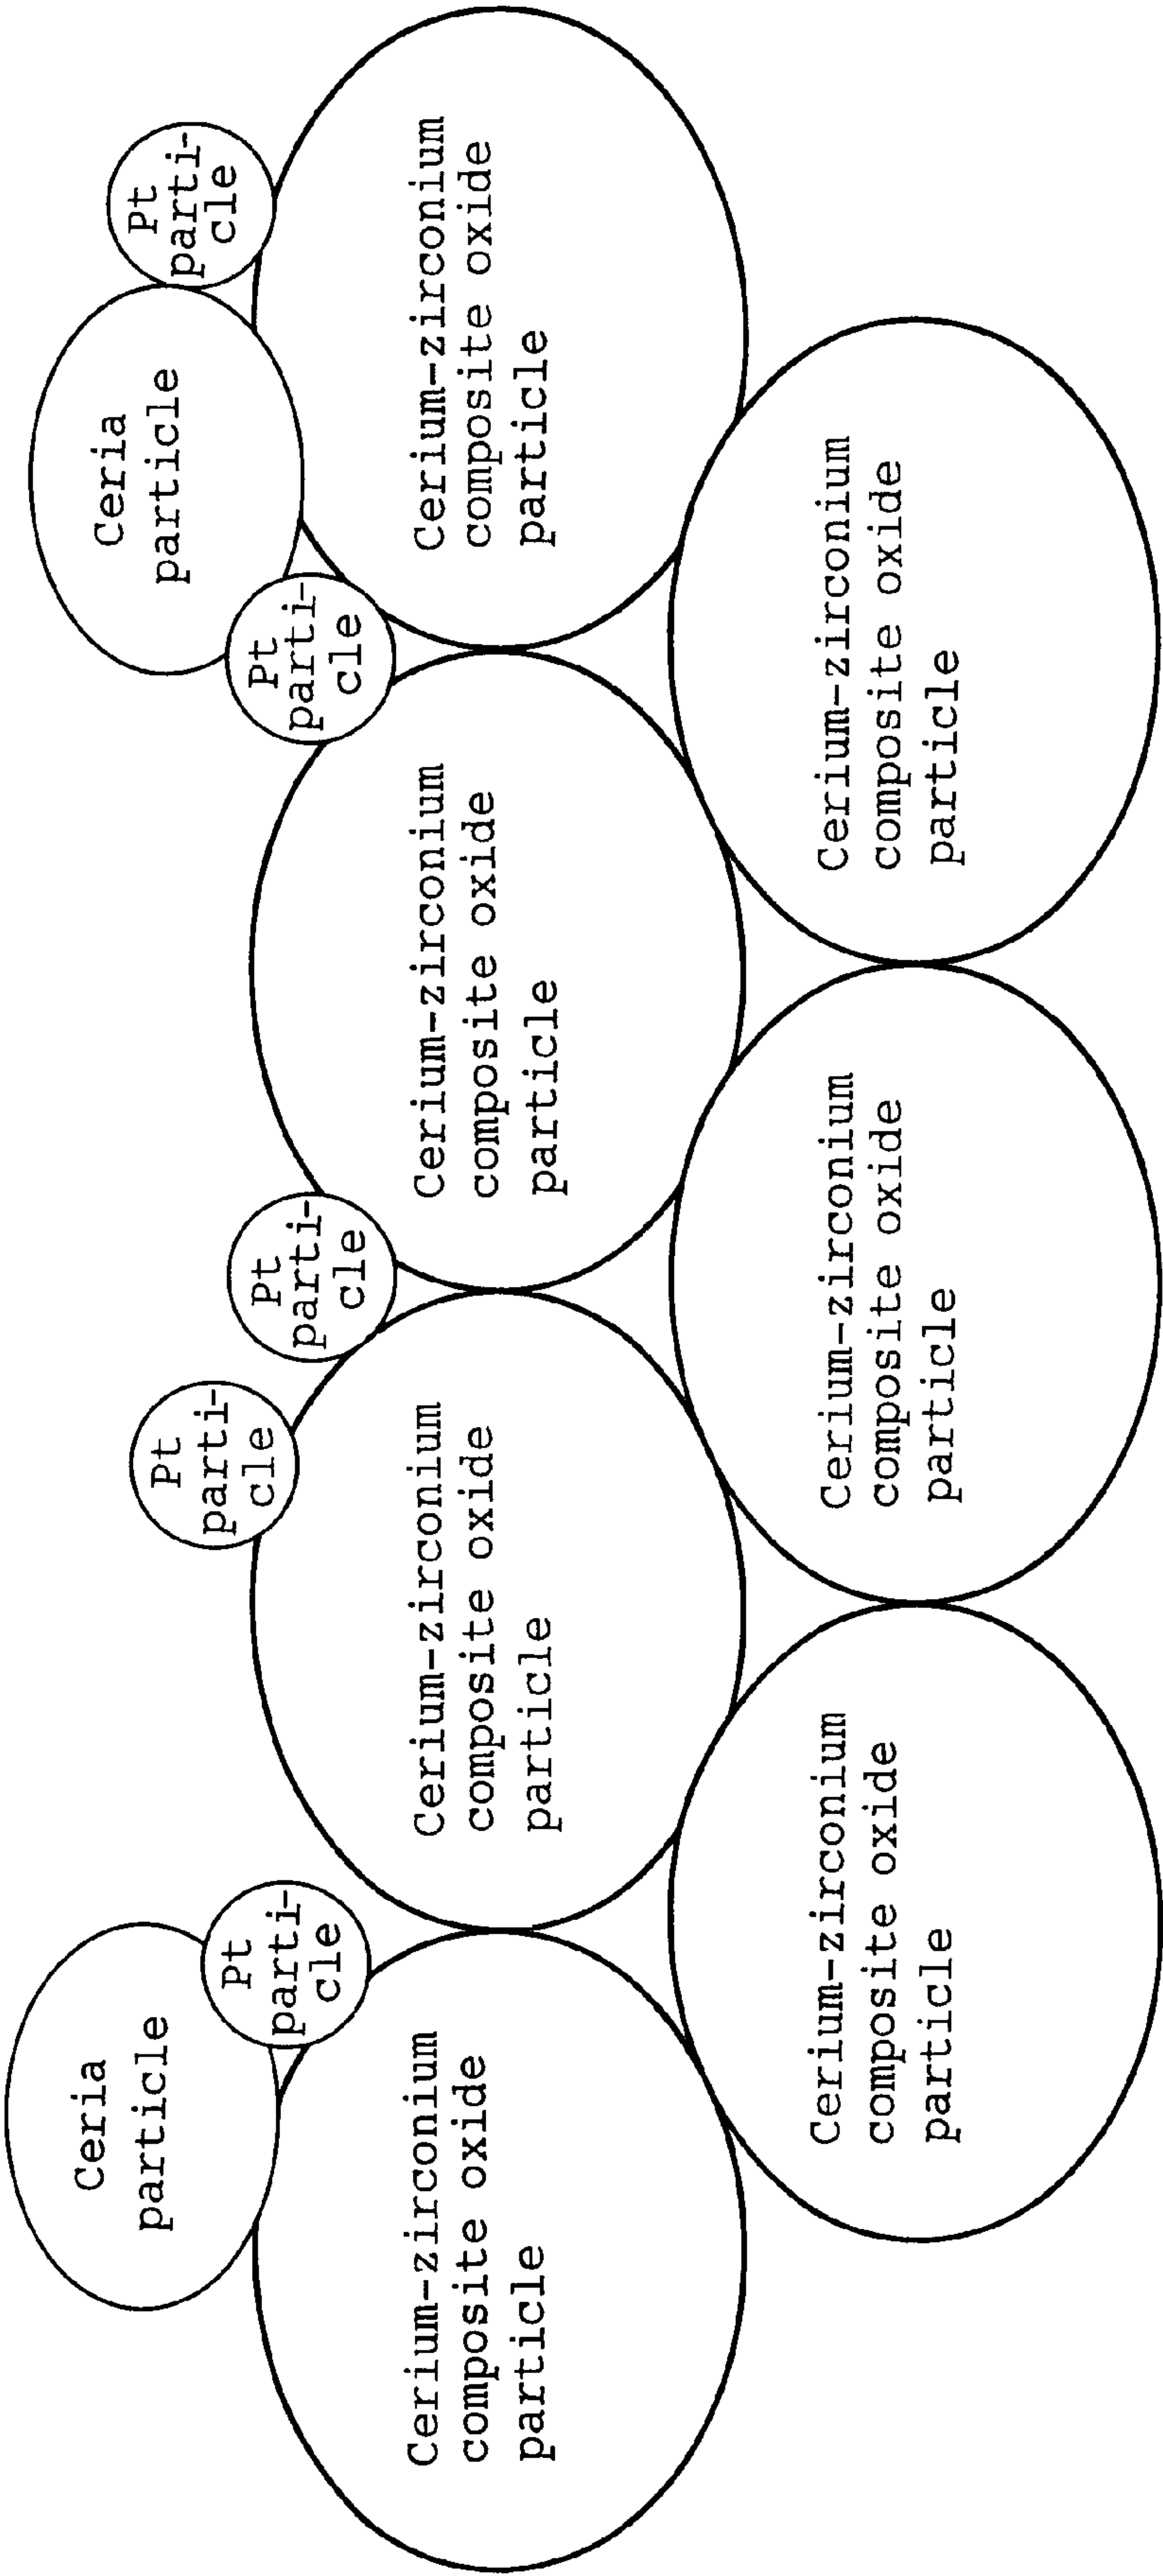 Ceria
particle
Pt
parti-
cle
Pt
parti-
cle
Pt
parti-
cle
Ceria
particle
Pt
parti-
cle
Pt
parti-
cle
Cerium-zirconium
composite oxide
particle
Cerium-zirconium
composite oxide
particle
Cerium-zirconium
composite oxide
particle
Cerium-zirconium
composite oxide
particle
Cerium-zirconium
composite oxide
particle
Cerium-zirconium
composite oxide
particle
Cerium-zirconium
composite oxide
particle